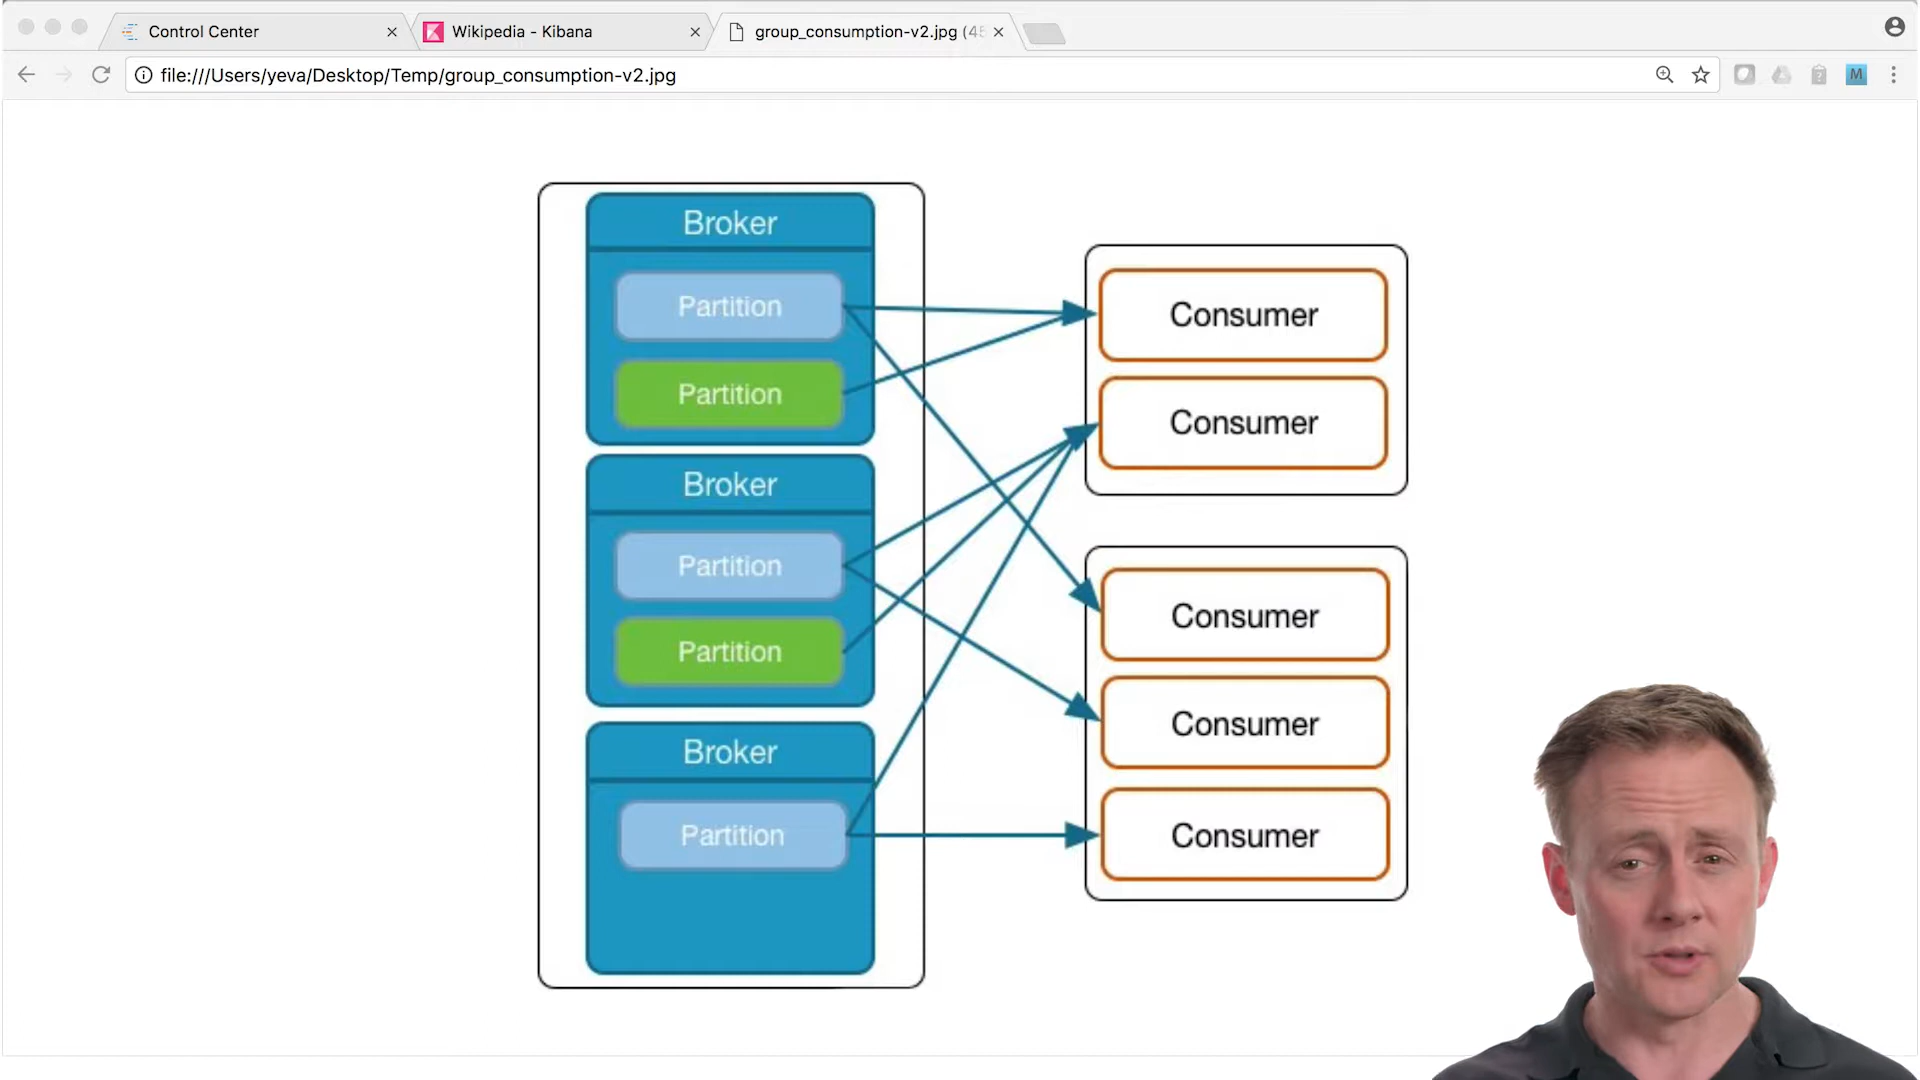 Control Center
Wikipedia - Kibana
group_consumption-v2.jpg (45
file:///Users/yeva/Desktop/Temp/group_consumption-v2.jpg
M
Broker
Partition
Partition
Broker
Partition
Partition
Broker
Partition
Consumer
Consumer
Consumer
Consumer
Consumer